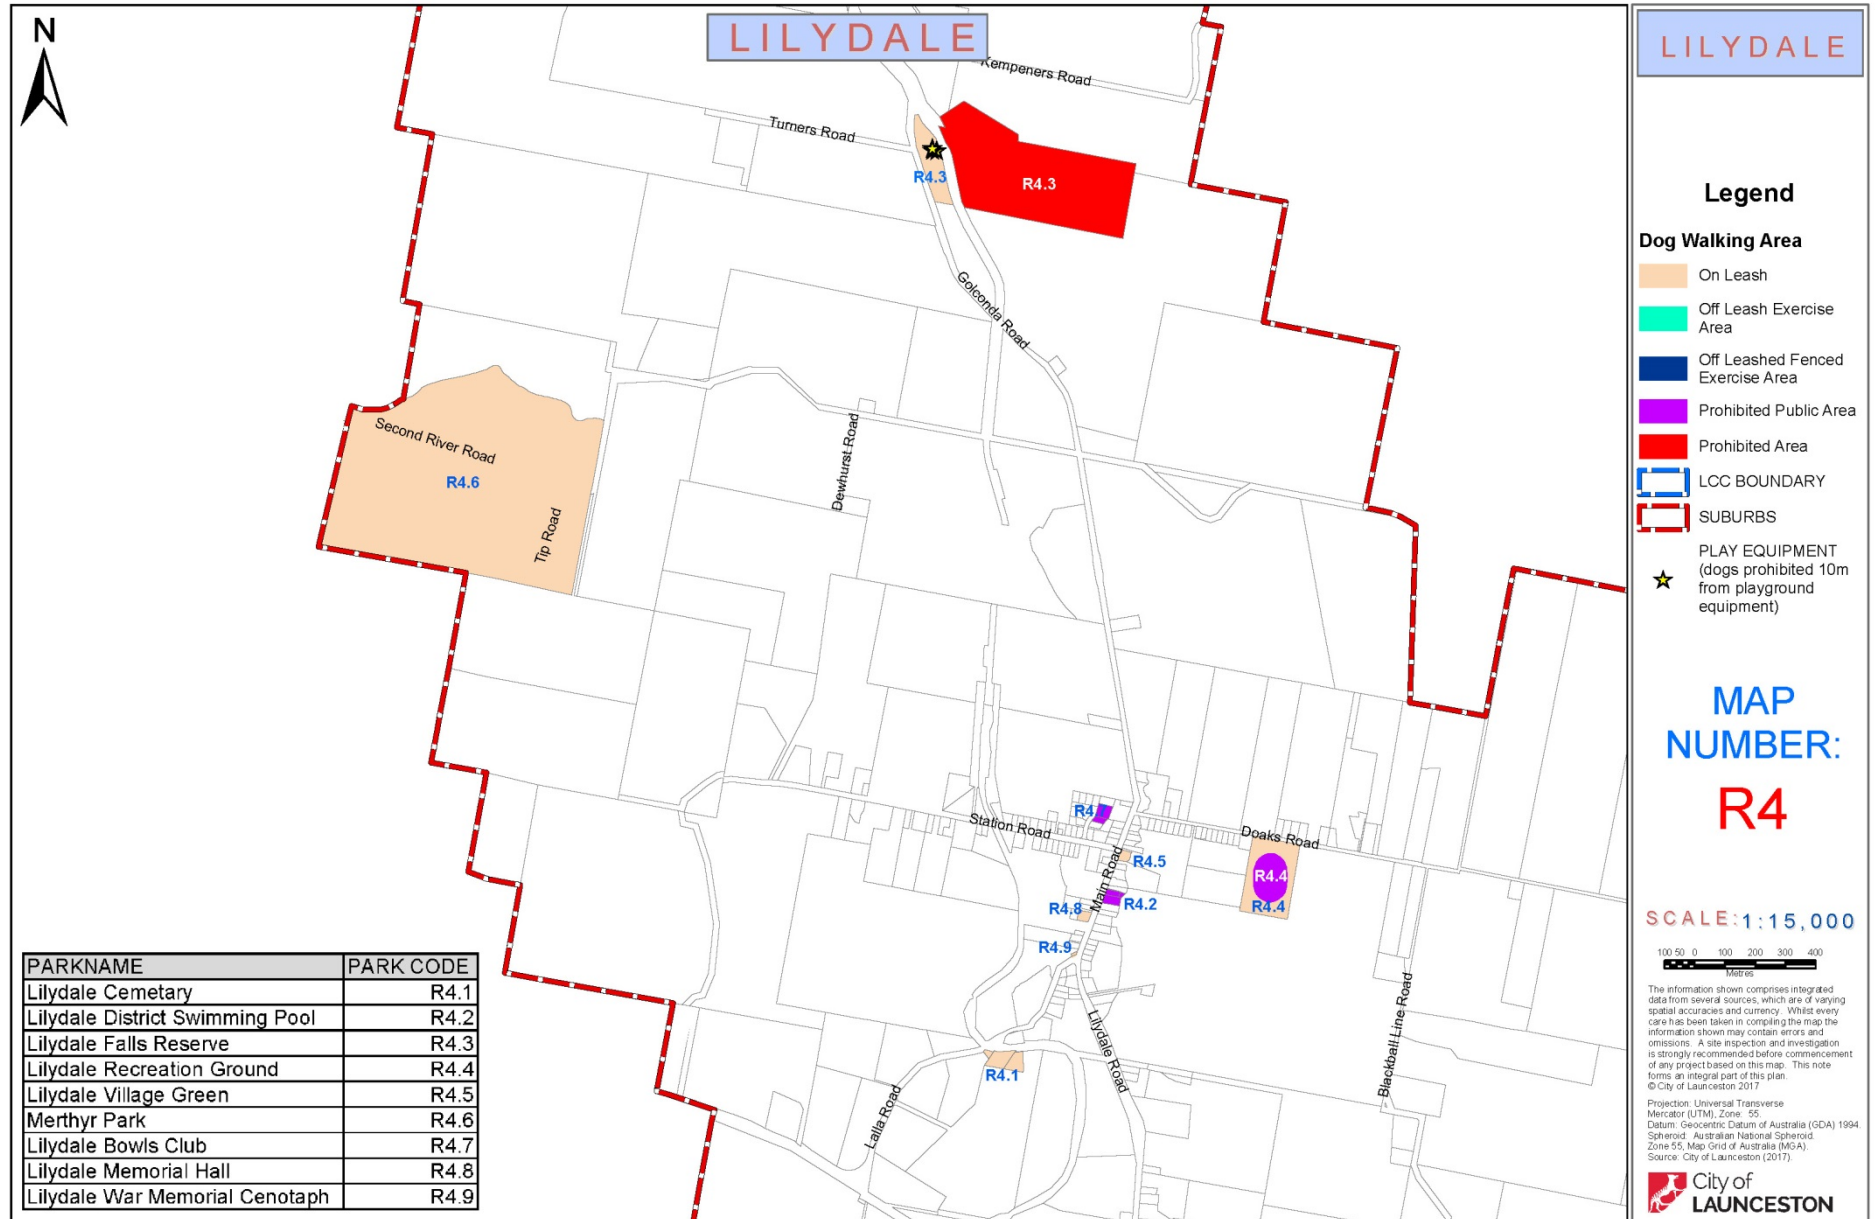 N
LILYDALE
Kempeners Road
Turners Road
R4.3
R4.3
Golconda Road
Second River Road
R4.6
Tip Road
Dewhurst Road
R4.7
Station Road
Doaks Road
R4.5
Main Road
R4.4
R4.4
R4.2
R4.8
R4.9
Lilydale Road
Blackball Line Road
R4.1
Lalla Road
PARKNAME PARK CODE
Lilydale Cemetary R4.1
Lilydale District Swimming Pool R4.2
Lilydale Falls Reserve R4.3
Lilydale Recreation Ground R4.4
Lilydale Village Green R4.5
Merthyr Park R4.6
Lilydale Bowls Club R4.7
Lilydale Memorial Hall R4.8
Lilydale War Memorial Cenotaph R4.9
LILYDALE
Legend
Dog Walking Area
On Leash
Off Leash Exercise
Area
Off Leashed Fenced
Exercise Area
Prohibited Public Area
Prohibited Area
LCC BOUNDARY
SUBURBS
PLAY EQUIPMENT
(dogs prohibited 10m
from playground
equipment)
MAP
NUMBER:
R4
SCALE: 1:15,000
100 50 0 100 200 300 400
Metres
The information shown comprises integrated
data from several sources, which are of varying
spatial accuracies and currency. Whilst every
care has been taken in compiling the map the
information shown may contain errors and
omissions. A site inspection and investigation
is strongly recommended before commencement
of any project based on this map. This note
forms an integral part of this plan.
© City of Launceston 2017
Projection: Universal Transverse
Mercator (UTM), Zone: 55.
Datum: Geocentric Datum of Australia (GDA) 1994.
Spheroid: Australian National Spheroid.
Zone 55, Map Grid of Australia (MGA).
Source: City of Launceston (2017).
City of
LAUNCESTON